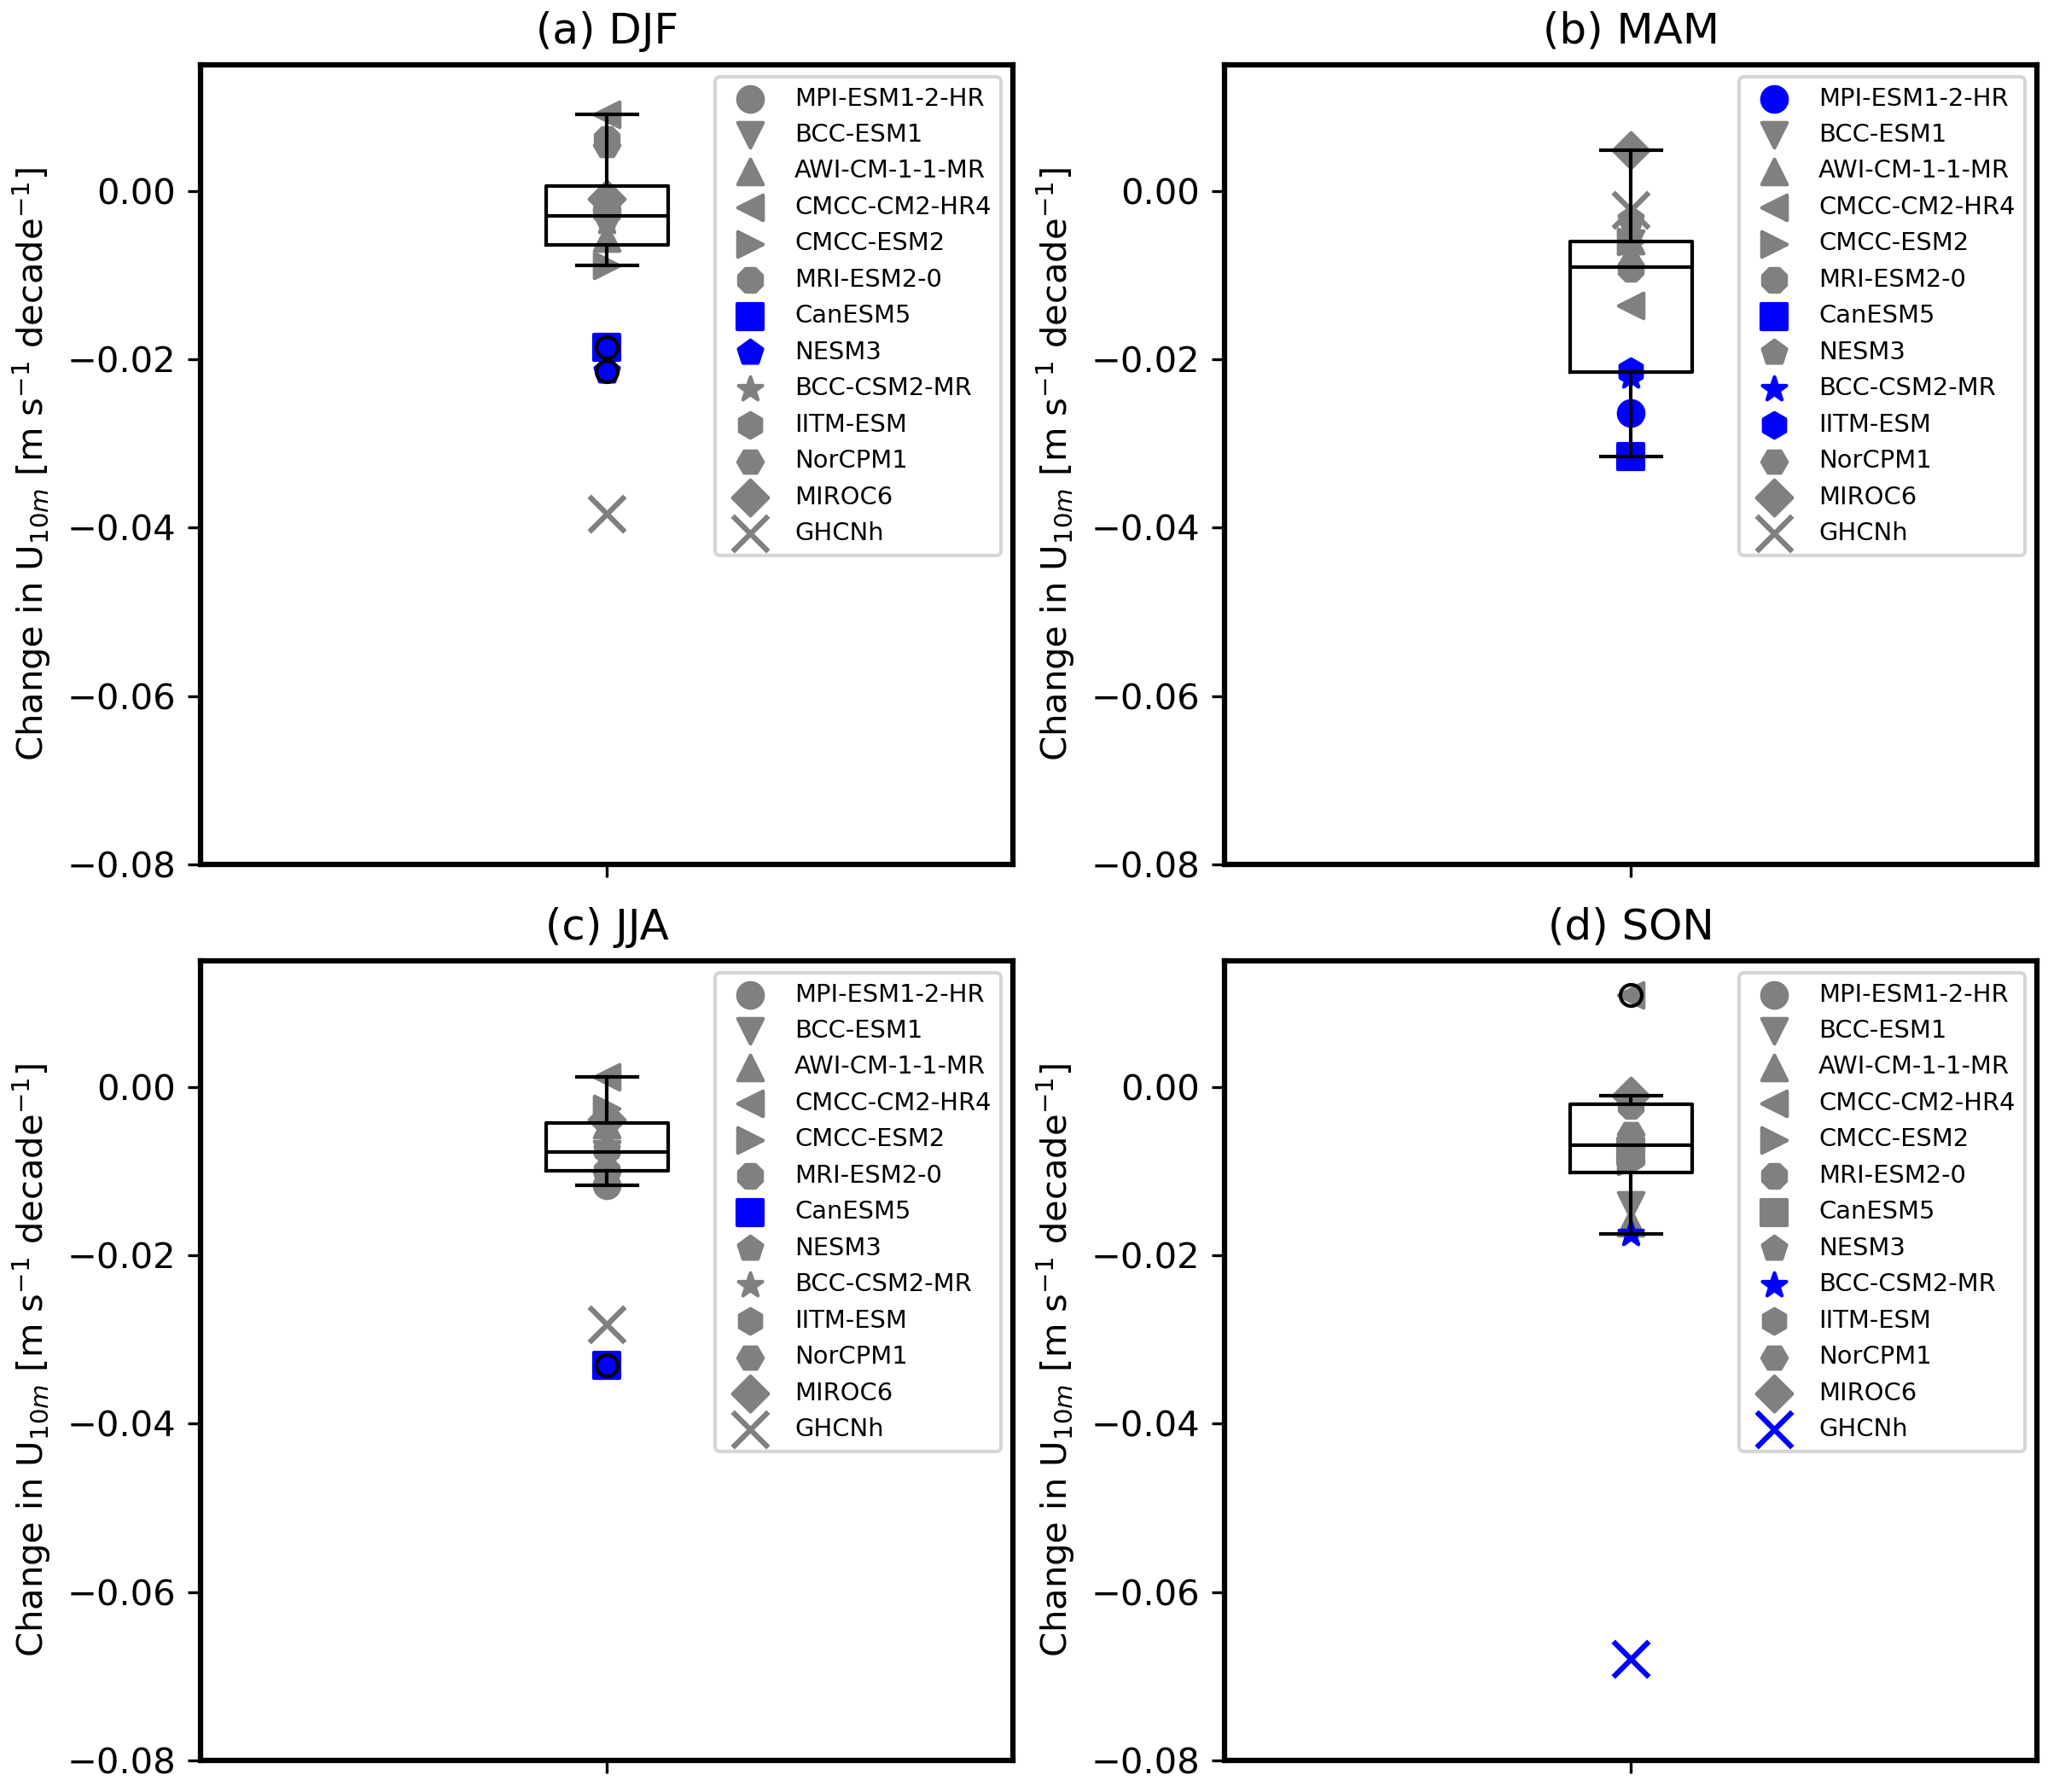 (a) DJF
Change in U10m [m s−1 decade−1]
0.00
−0.02
−0.04
−0.06
−0.08
MPI-ESM1-2-HR
BCC-ESM1
AWI-CM-1-1-MR
CMCC-CM2-HR4
CMCC-ESM2
MRI-ESM2-0
CanESM5
NESM3
BCC-CSM2-MR
IITM-ESM
NorCPM1
MIROC6
GHCNh
(b) MAM
Change in U10m [m s−1 decade−1]
0.00
−0.02
−0.04
−0.06
−0.08
MPI-ESM1-2-HR
BCC-ESM1
AWI-CM-1-1-MR
CMCC-CM2-HR4
CMCC-ESM2
MRI-ESM2-0
CanESM5
NESM3
BCC-CSM2-MR
IITM-ESM
NorCPM1
MIROC6
GHCNh
(c) JJA
Change in U10m [m s−1 decade−1]
0.00
−0.02
−0.04
−0.06
−0.08
MPI-ESM1-2-HR
BCC-ESM1
AWI-CM-1-1-MR
CMCC-CM2-HR4
CMCC-ESM2
MRI-ESM2-0
CanESM5
NESM3
BCC-CSM2-MR
IITM-ESM
NorCPM1
MIROC6
GHCNh
(d) SON
Change in U10m [m s−1 decade−1]
0.00
−0.02
−0.04
−0.06
−0.08
MPI-ESM1-2-HR
BCC-ESM1
AWI-CM-1-1-MR
CMCC-CM2-HR4
CMCC-ESM2
MRI-ESM2-0
CanESM5
NESM3
BCC-CSM2-MR
IITM-ESM
NorCPM1
MIROC6
GHCNh